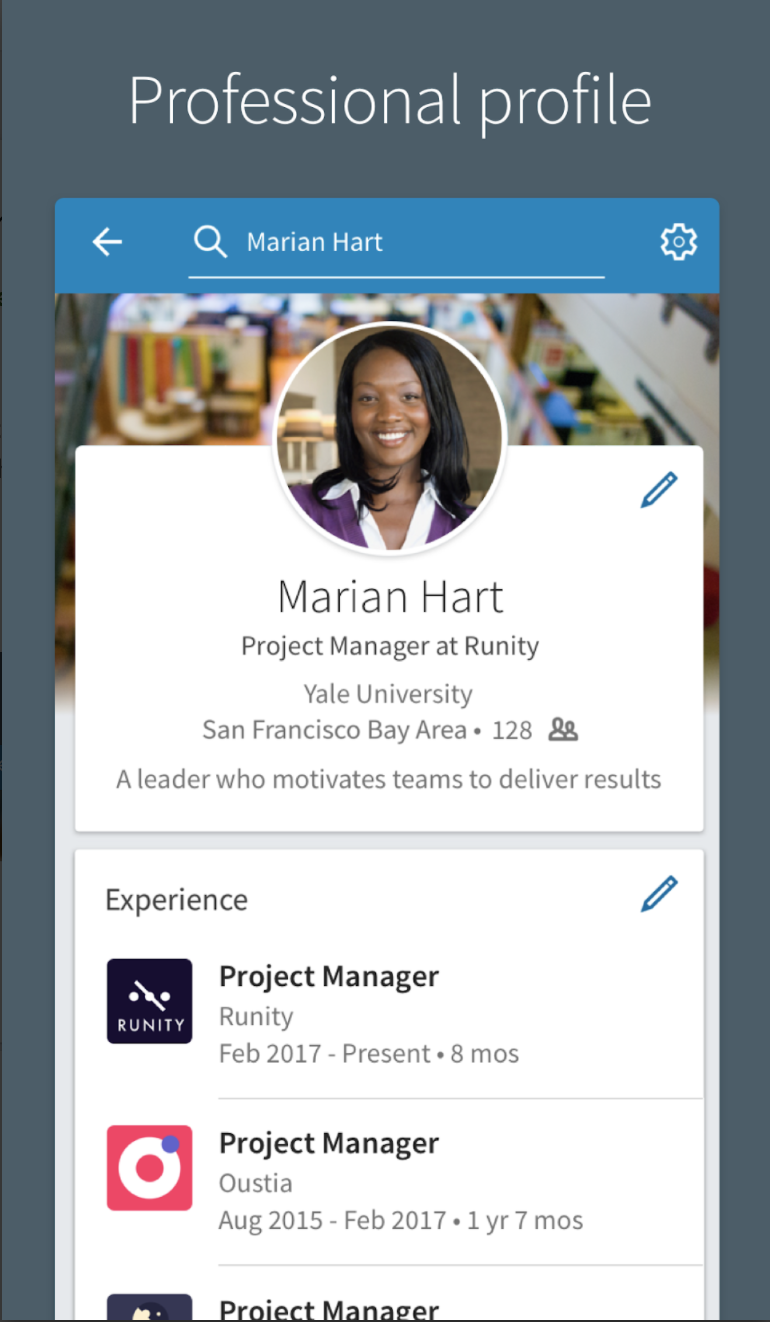 Professional profile
Marian Hart
Marian Hart
Project Manager at Runity
Yale University
San Francisco Bay Area • 128
A leader who motivates teams to deliver results
Experience
Project Manager
RUNITY
Runity
Feb 2017 - Present • 8 mos
Project Manager
Oustia
Aug 2015 - Feb 2017 • 1 yr 7 mos
Project Manager